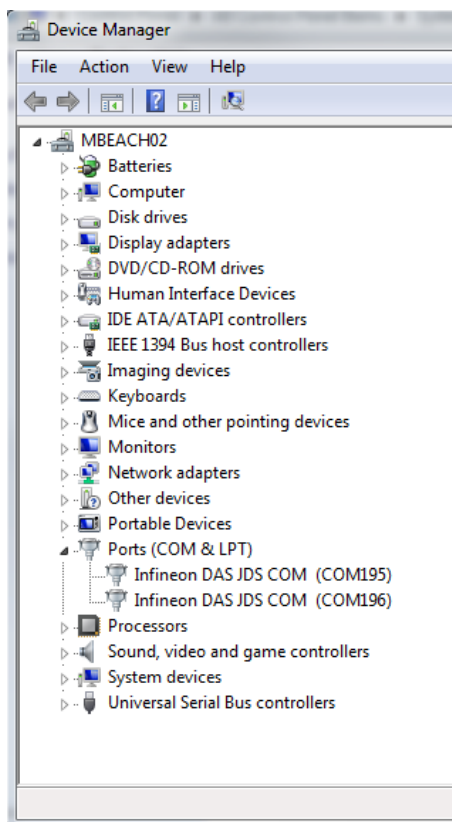 Device Manager
File Action View Help
MBEACH02
Batteries
Computer
Disk drives
Display adapters
DVD/CD-ROM drives
Human Interface Devices
IDE ATA/ATAPI controllers
IEEE 1394 Bus host controllers
Imaging devices
Keyboards
Mice and other pointing devices
Monitors
Network adapters
Other devices
Portable Devices
Ports (COM & LPT)
Infineon DAS JDS COM (COM195)
Infineon DAS JDS COM (COM196)
Processors
Sound, video and game controllers
System devices
Universal Serial Bus controllers